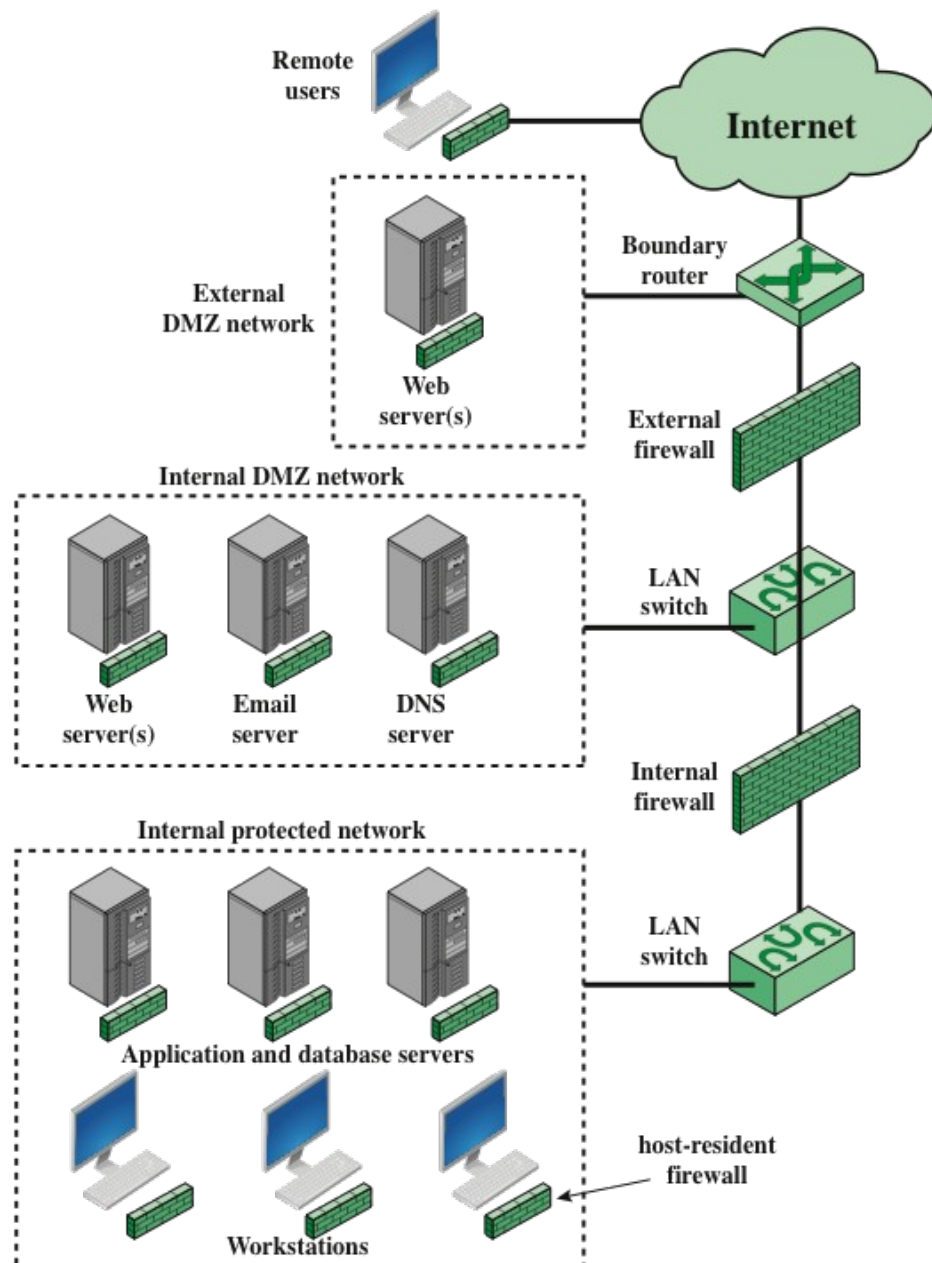 Remote
users
Internet
Boundary
router
External
DMZ network
Web
server(s)
External
firewall
Internal DMZ network
LAN
switch
Web
server(s)
Email
server
DNS
server
Internal
firewall
Internal protected network
LAN
switch
Application and database servers
host-resident
firewall
Workstations